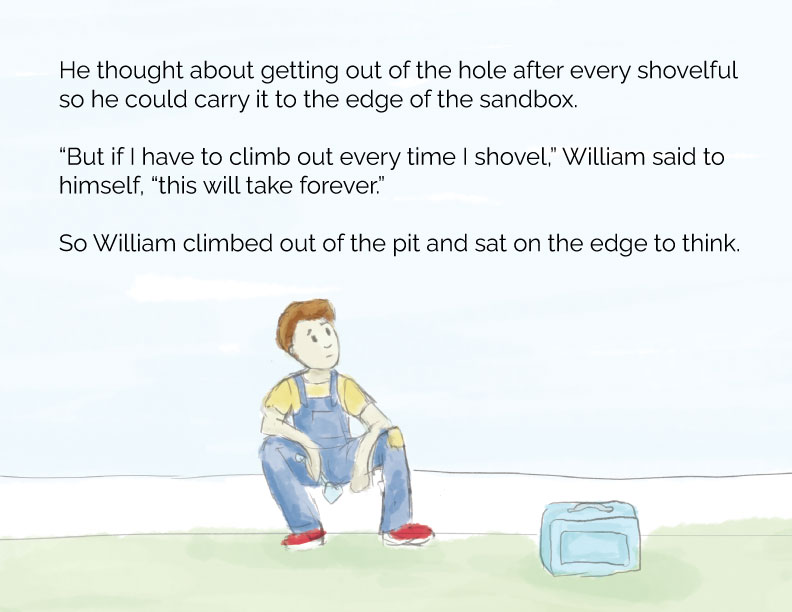 He thought about getting out of the hole after every shovelful
so he could carry it to the edge of the sandbox.
“But if I have to climb out every time I shovel,” William said to
himself, “this will take forever.”
So William climbed out of the pit and sat on the edge to think.